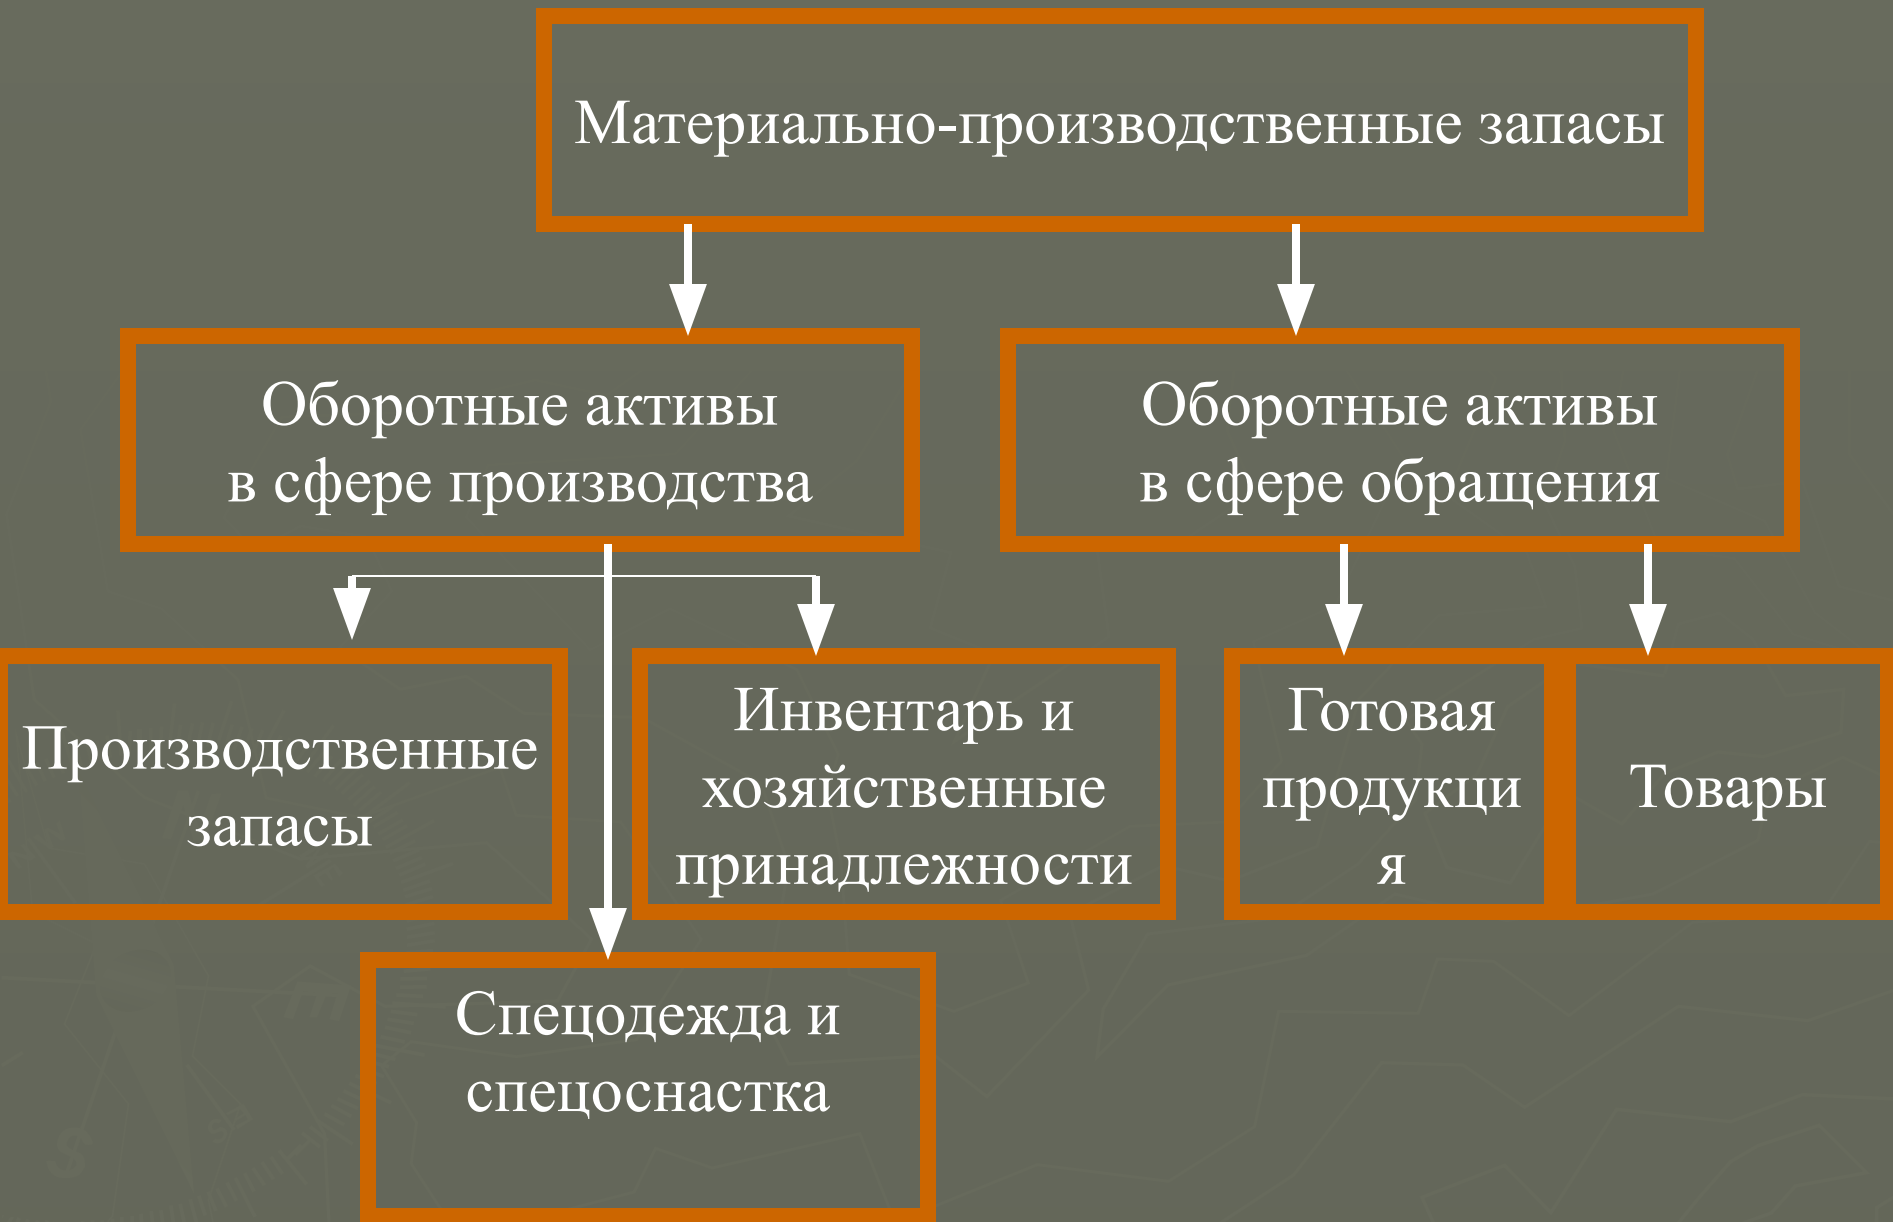 Материально-производственные запасы
Оборотные активы
в сфере производства
Оборотные активы
в сфере обращения
Производственные
запасы
Инвентарь и
хозяйственные
принадлежности
Готовая
продукци
я
Товары
Спецодежда и
спецоснастка